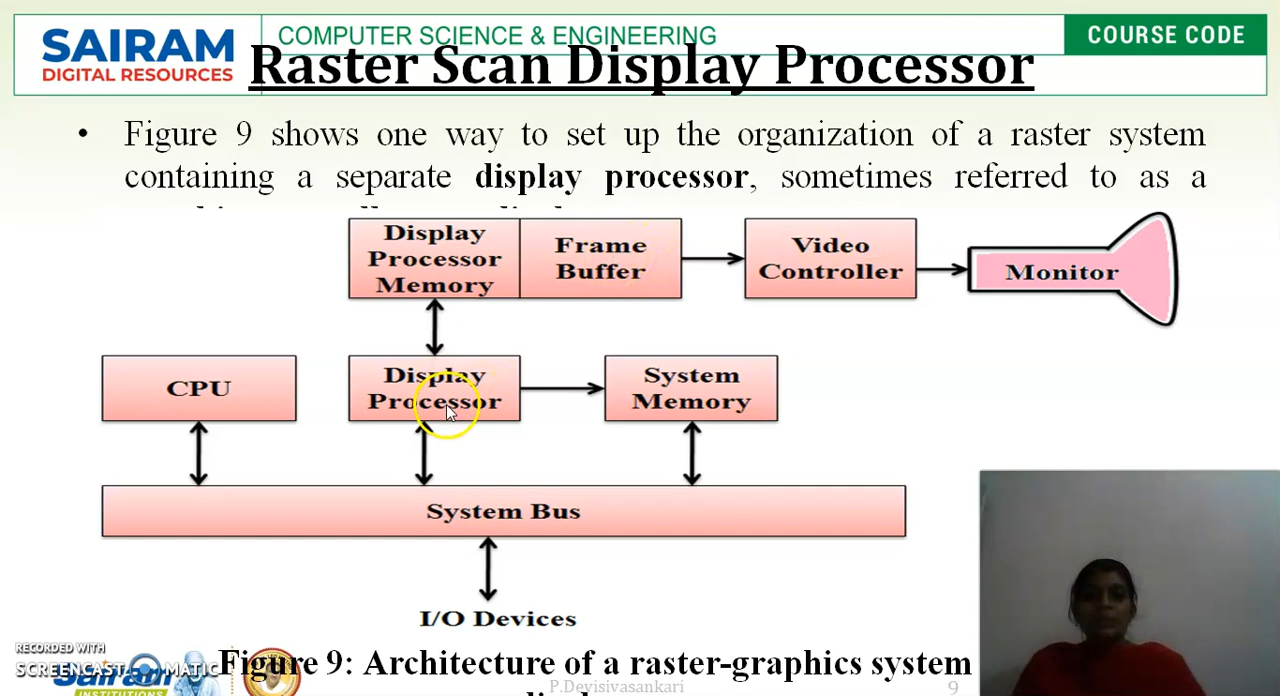 SAIRAM
DIGITAL RESOURCES
COMPUTER SCIENCE & ENGINEERING
COURSE CODE
Raster Scan Display Processor
• Figure 9 shows one way to set up the organization of a raster system
containing a separate display processor, sometimes referred to as a
Display
Processor
Memory
Frame
Buffer
Video
Controller
Monitor
CPU
Display
Processor
System
Memory
System Bus
I/O Devices
RECORDED WITH
SCREENCAST MATIC
Figure 9: Architecture of a raster-graphics system
Sairam
INSTITUTIONS
P.Devisivasankari
9